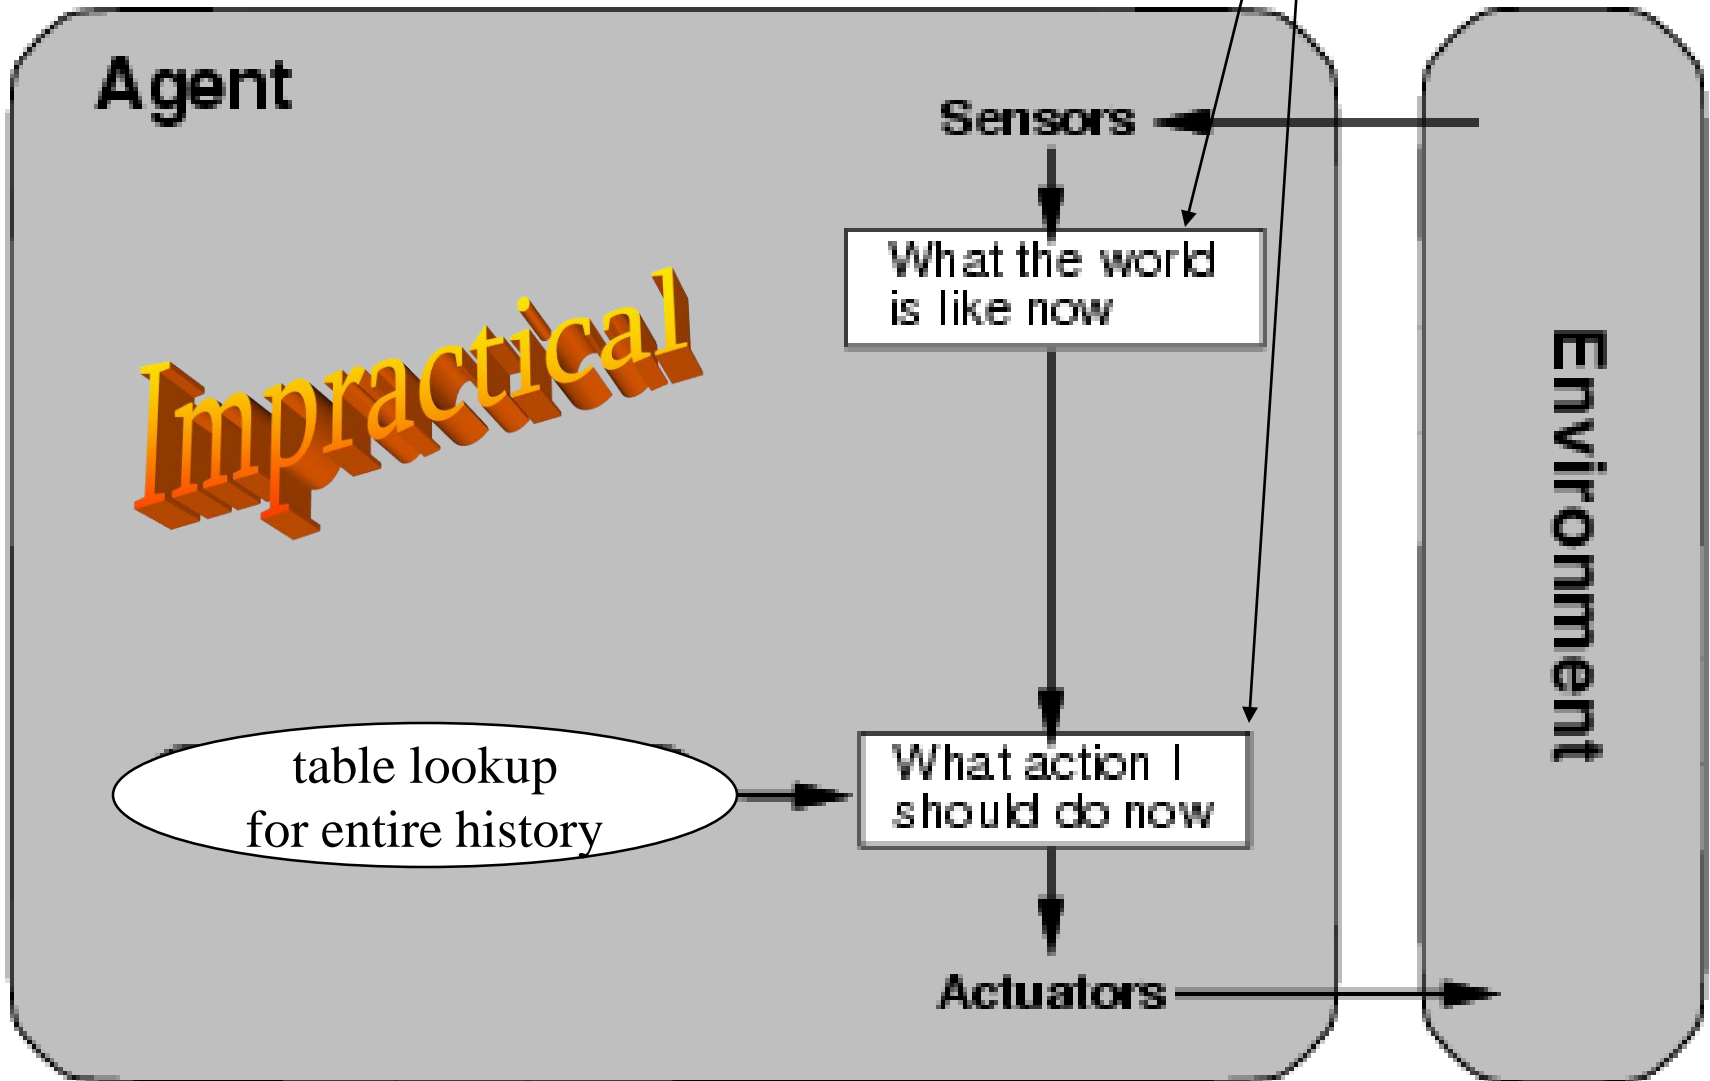 Agent
Sensors
What the world
is like now
Impractical
Environment
table lookup
for entire history
What action I
should do now
Actuators